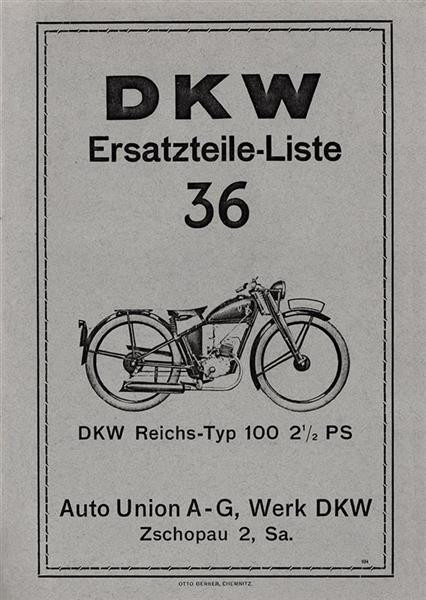 DKW
Ersatzteile-Liste
36
DKW Reichs-Typ 100 2½ PS
Auto Union A-G, Werk DKW
Zschopau 2, Sa.
104
OTTO GERBER, CHEMNITZ.